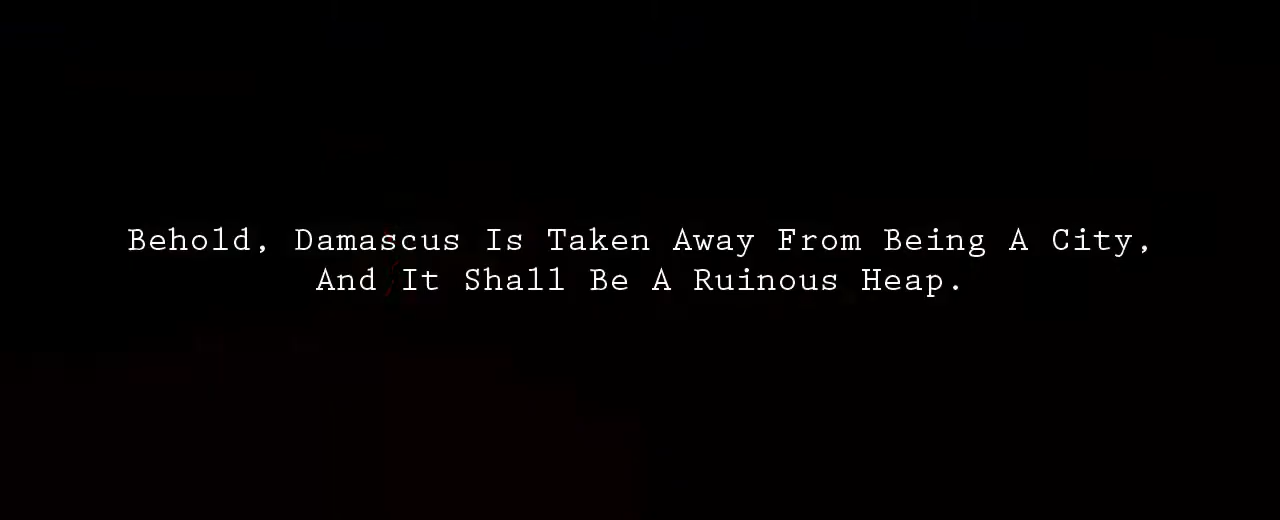 Behold, Damascus Is Taken Away From Being A City,
And It Shall Be A Ruinous Heap.